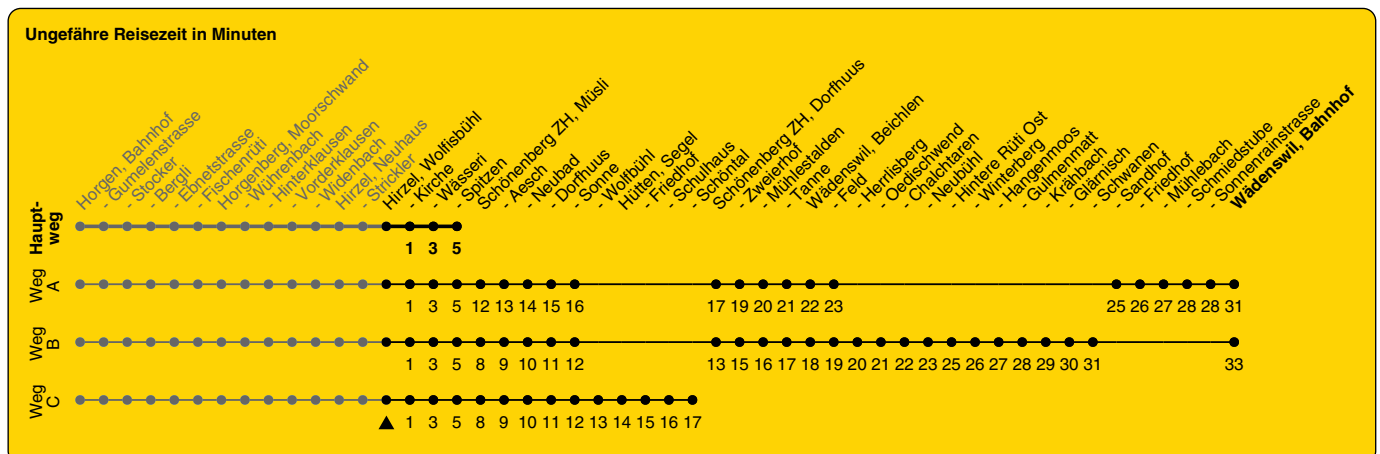 Ungefähre Reisezeit in Minuten
Horgen, Bahnhof
- Gumelenstrasse
- Stocker
- Bergli
- Ebnetstrasse
- Fischenrüti
Horgenberg, Moorschwand
- Wührenbach
- Hinterklausen
- Vorderklausen
- Widenbach
Hirzel, Neuhaus
- Strickler
Hirzel, Wolfisbühl
- Kirche
- Wässeri
- Spitzen
Schönenberg ZH, Müsli
- Aesch
- Neubad
- Dorfhuus
- Sonne
- Wolfbühl
Hütten, Segel
- Friedhof
- Schulhaus
- Schöntal
Schönenberg ZH, Dorfhuus
- Zweierhof
- Mühlestalden
- Tanne
Wädenswil, Beichlen
- Feld
- Herrlisberg
- Oedischwend
- Chalchtaren
- Neubühl
- Hintere Rüti Ost
- Winterberg
- Hangenmoos
- Gulmenmatt
- Krähbach
- Glärnisch
- Schwanen
- Sandhof
- Friedhof
- Mühlebach
- Schmiedstube
- Sonnenrainstrasse
Wädenswil, Bahnhof
Haupt-
weg
1 3 5
Weg
A
1 3 5 12 13 14 15 16 17 19 20 21 22 23 25 26 27 28 28 31
Weg
B
1 3 5 8 9 10 11 12 13 15 16 17 18 19 20 21 22 23 25 26 27 28 29 30 31 33
Weg
C
1 3 5 8 9 10 11 12 13 14 15 16 17